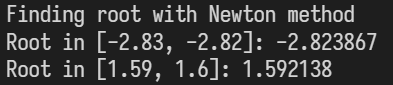 Finding root with Newton method
Root in [-2.83, -2.82]: -2.823867
Root in [1.59, 1.6]: 1.592138